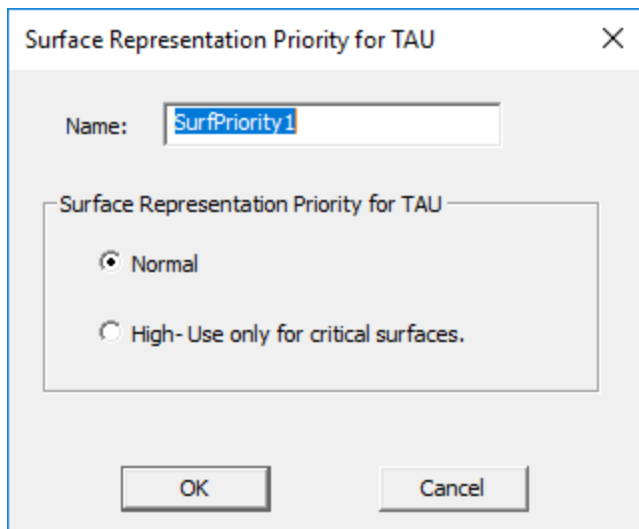 Surface Representation Priority for TAU
Name: SurfPriority1
Surface Representation Priority for TAU
Normal
High- Use only for critical surfaces.
OK Cancel